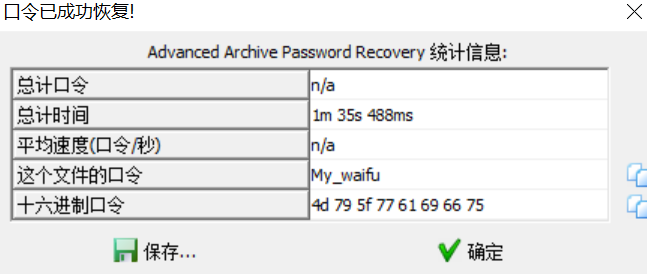 口令已成功恢复!
Advanced Archive Password Recovery 统计信息:
总计口令 n/a
总计时间 1m 35s 488ms
平均速度(口令/秒) n/a
这个文件的口令 My_waifu
十六进制口令 4d 79 5f 77 61 69 66 75
保存... 确定